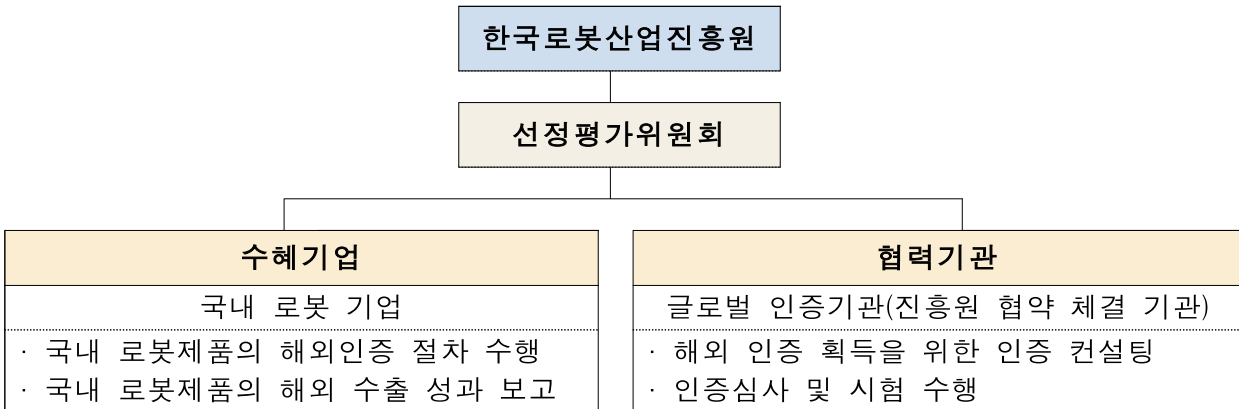 한국로봇산업진흥원
선정평가위원회
수혜기업
국내 로봇 기업
· 국내 로봇제품의 해외인증 절차 수행
· 국내 로봇제품의 해외 수출 성과 보고
협력기관
글로벌 인증기관(진흥원 협약 체결 기관)
· 해외 인증 획득을 위한 인증 컨설팅
· 인증심사 및 시험 수행